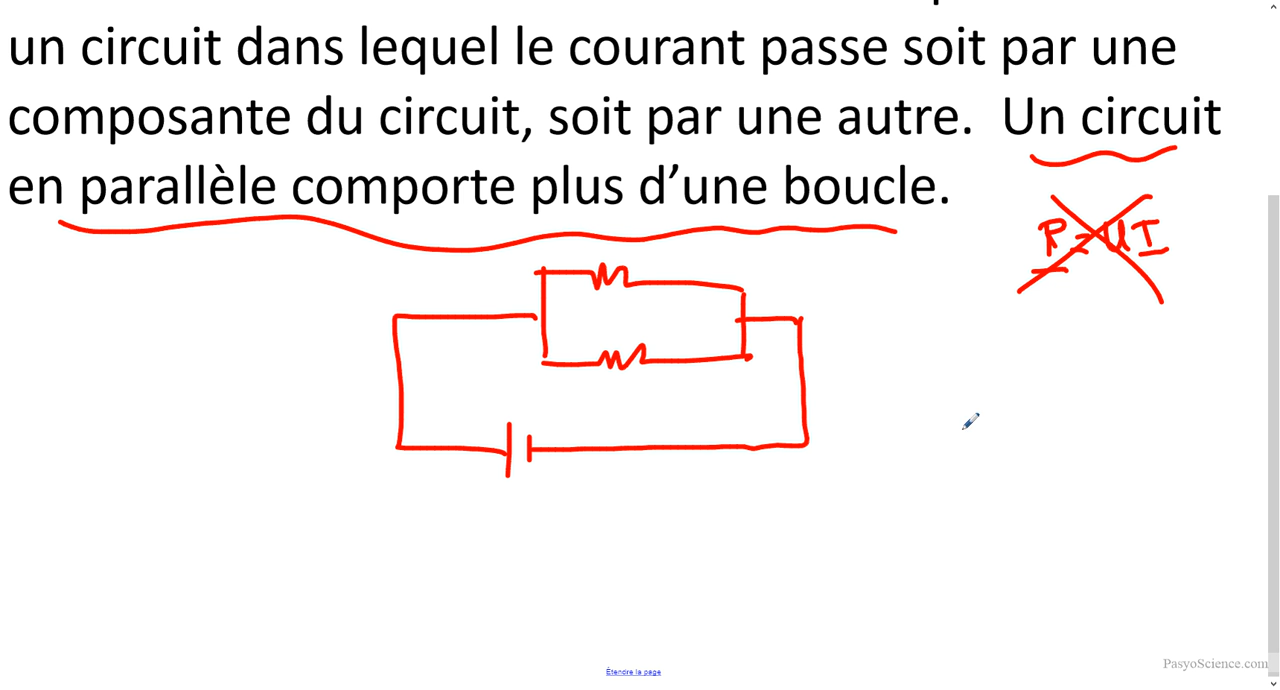 un circuit dans lequel le courant passe soit par une
composante du circuit, soit par une autre. Un circuit
en parallèle comporte plus d’une boucle.
P = UI
Étendre la page
PasyoScience.com